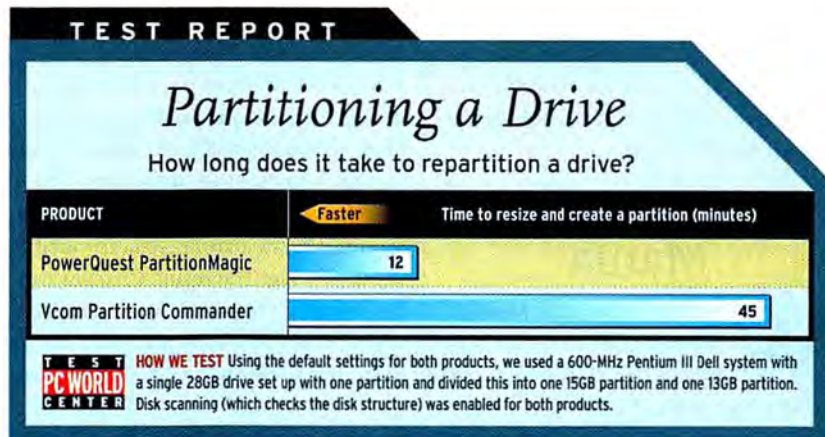 TEST REPORT
Partitioning a Drive
How long does it take to repartition a drive?
PRODUCT Faster Time to resize and create a partition (minutes)
PowerQuest PartitionMagic 12
Vcom Partition Commander 45
TEST
PC WORLD
CENTER
HOW WE TEST Using the default settings for both products, we used a 600-MHz Pentium III Dell system with
a single 28GB drive set up with one partition and divided this into one 15GB partition and one 13GB partition.
Disk scanning (which checks the disk structure) was enabled for both products.